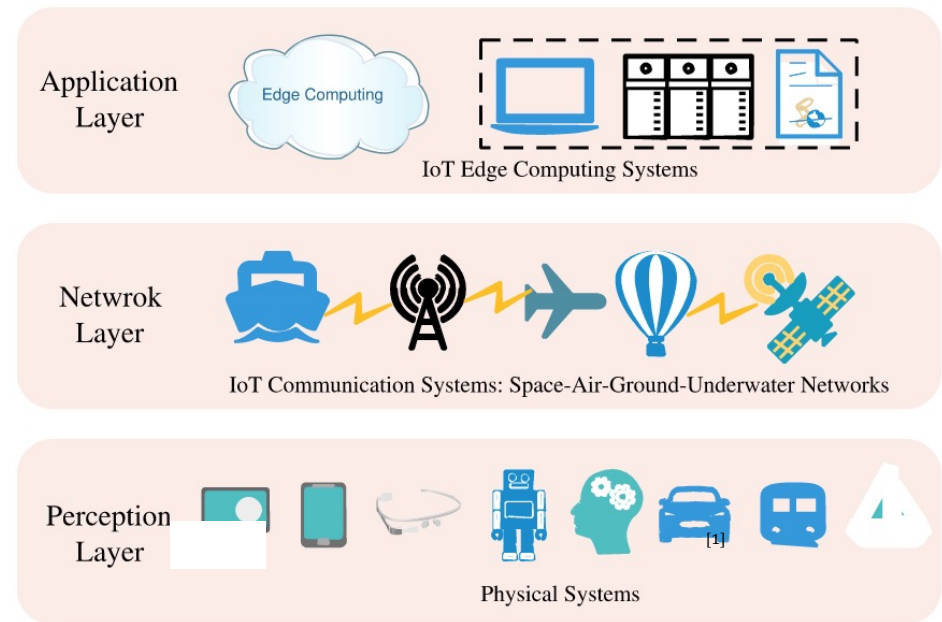 Application
Layer
Edge Computing
IoT Edge Computing Systems
Netwrok
Layer
IoT Communication Systems: Space-Air-Ground-Underwater Networks
Perception
Layer
[1]
Physical Systems